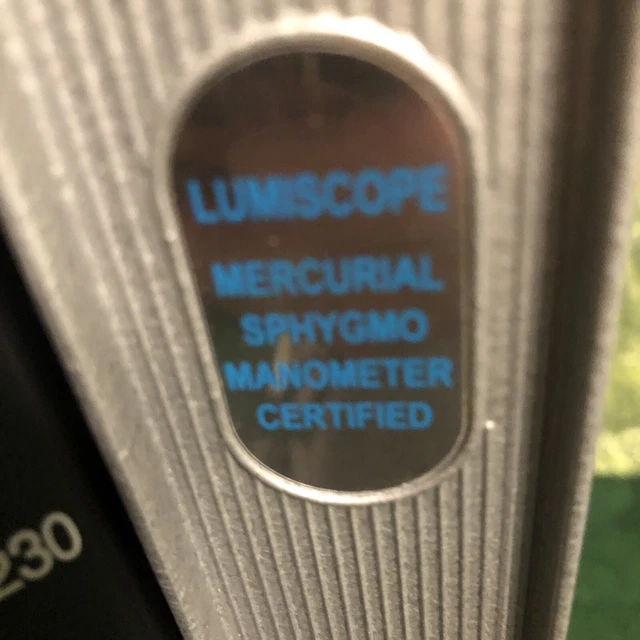 LUMISCOPE
MERCURIAL
SPHYGMO
MANOMETER
CERTIFIED
230